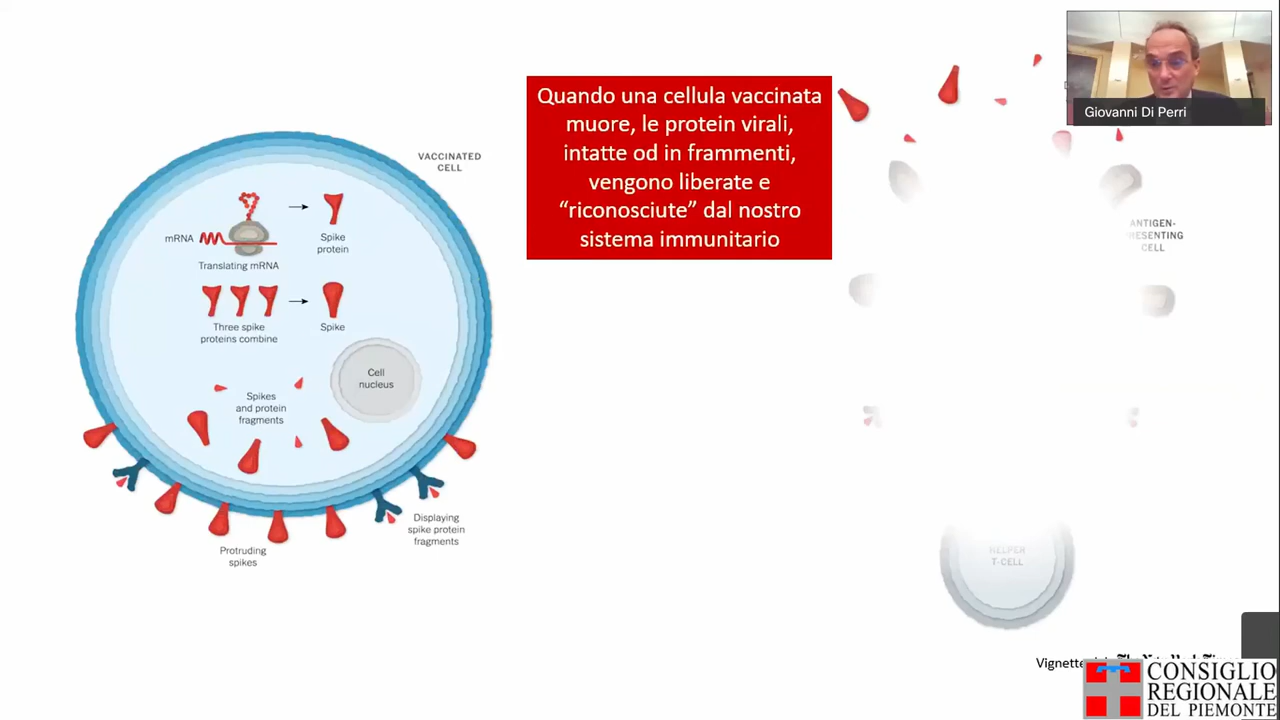 Quando una cellula vaccinata
muore, le protein virali,
intatte od in frammenti,
vengono liberate e
“riconosciute” dal nostro
sistema immunitario
Giovanni Di Perri
VACCINATED
CELL
mRNA
Translating mRNA
Spike
protein
Three spike
proteins combine
Spike
Cell
nucleus
Spikes
and protein
fragments
Displaying
spike protein
fragments
Protruding
spikes
ANTIGEN-
CELL
HELPER
T-CELL
Vignette
CONSIGLIO
REGIONALE
DEL PIEMONTE